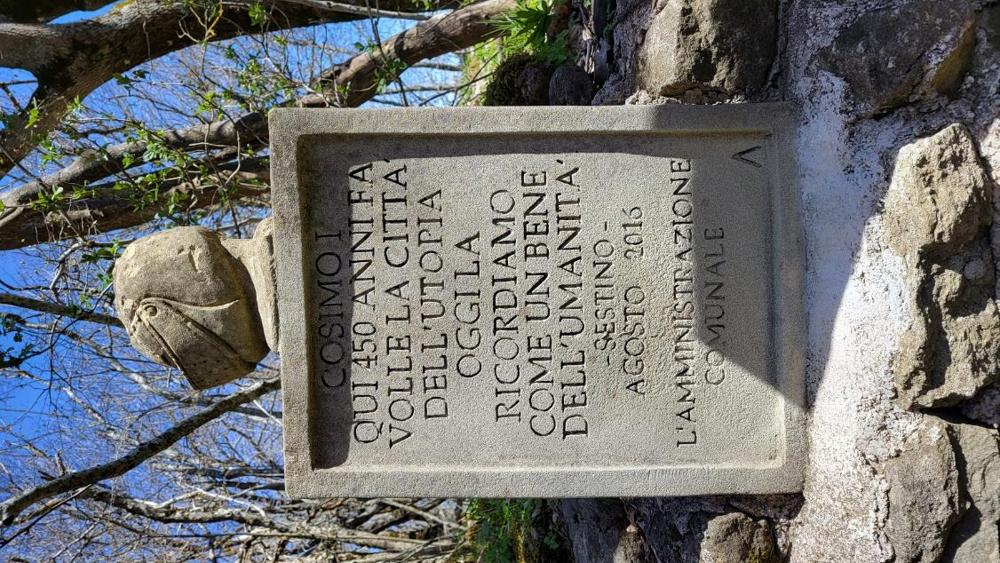 COSIMO I
QUI 450 ANNI FA
VOLLE LA CITTA'
DELL'UTOPIA
OGGI LA
RICORDIAMO
COME UN BENE
DELL'UMANITA'
-SESTINO-
AGOSTO 2016
L'AMMINISTRAZIONE
COMUNALE